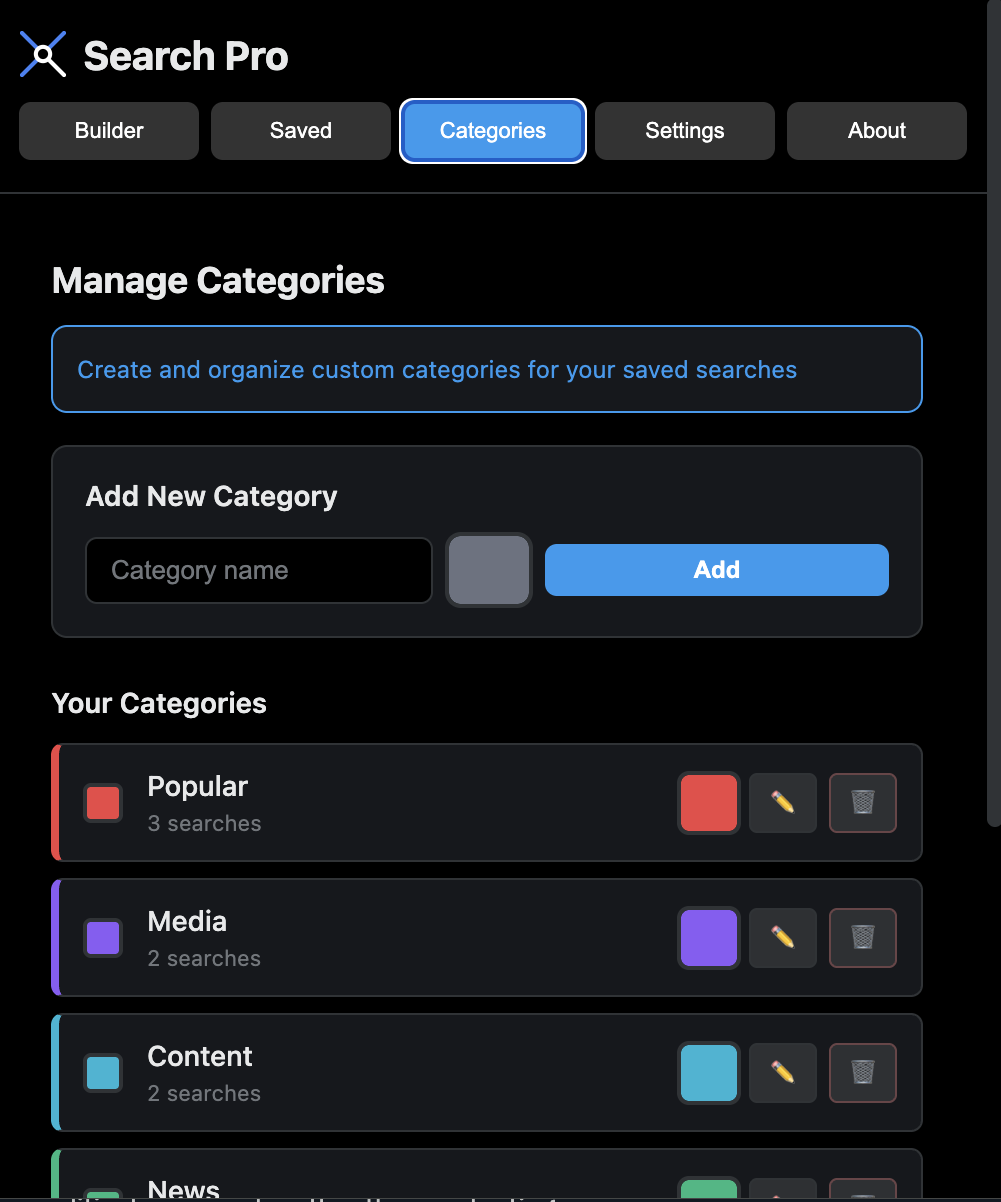 Search Pro
Builder
Saved
Categories
Settings
About
Manage Categories
Create and organize custom categories for your saved searches
Add New Category
Category name
Add
Your Categories
Popular
3 searches
Media
2 searches
Content
2 searches
News